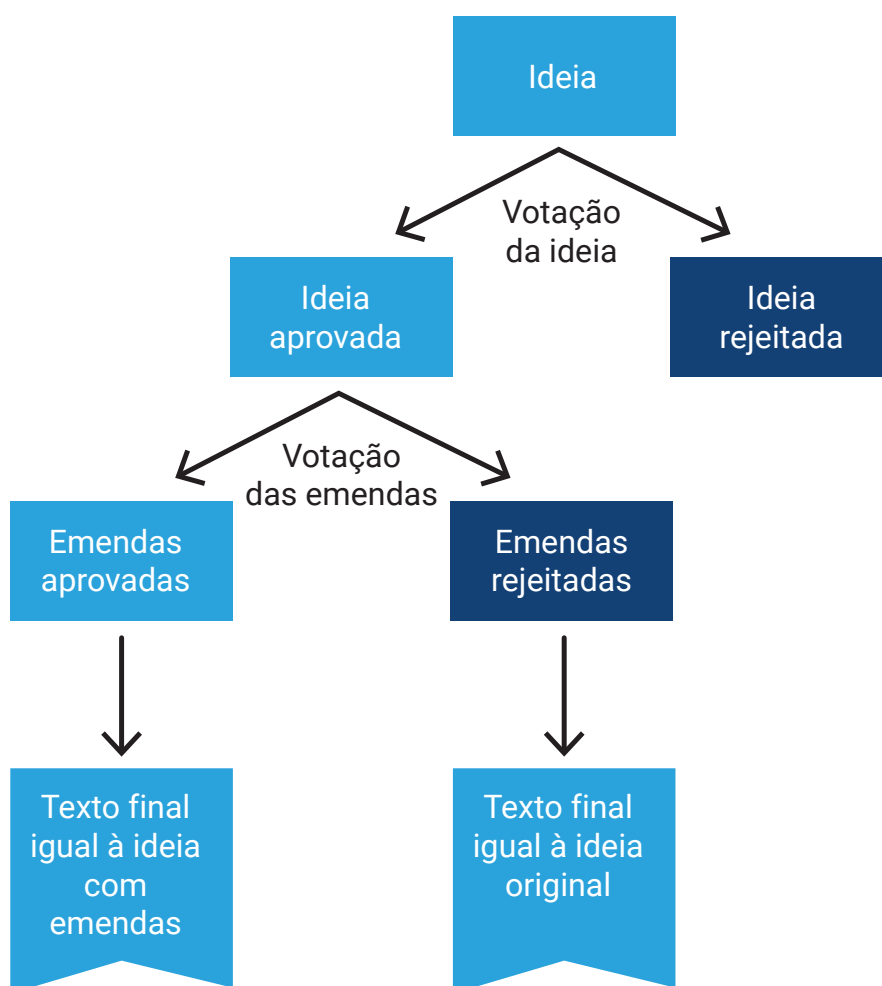 Ideia
Votação
da ideia
Ideia
aprovada
Ideia
rejeitada
Votação
das emendas
Emendas
aprovadas
Emendas
rejeitadas
Texto final
igual à ideia
com
emendas
Texto final
igual à ideia
original